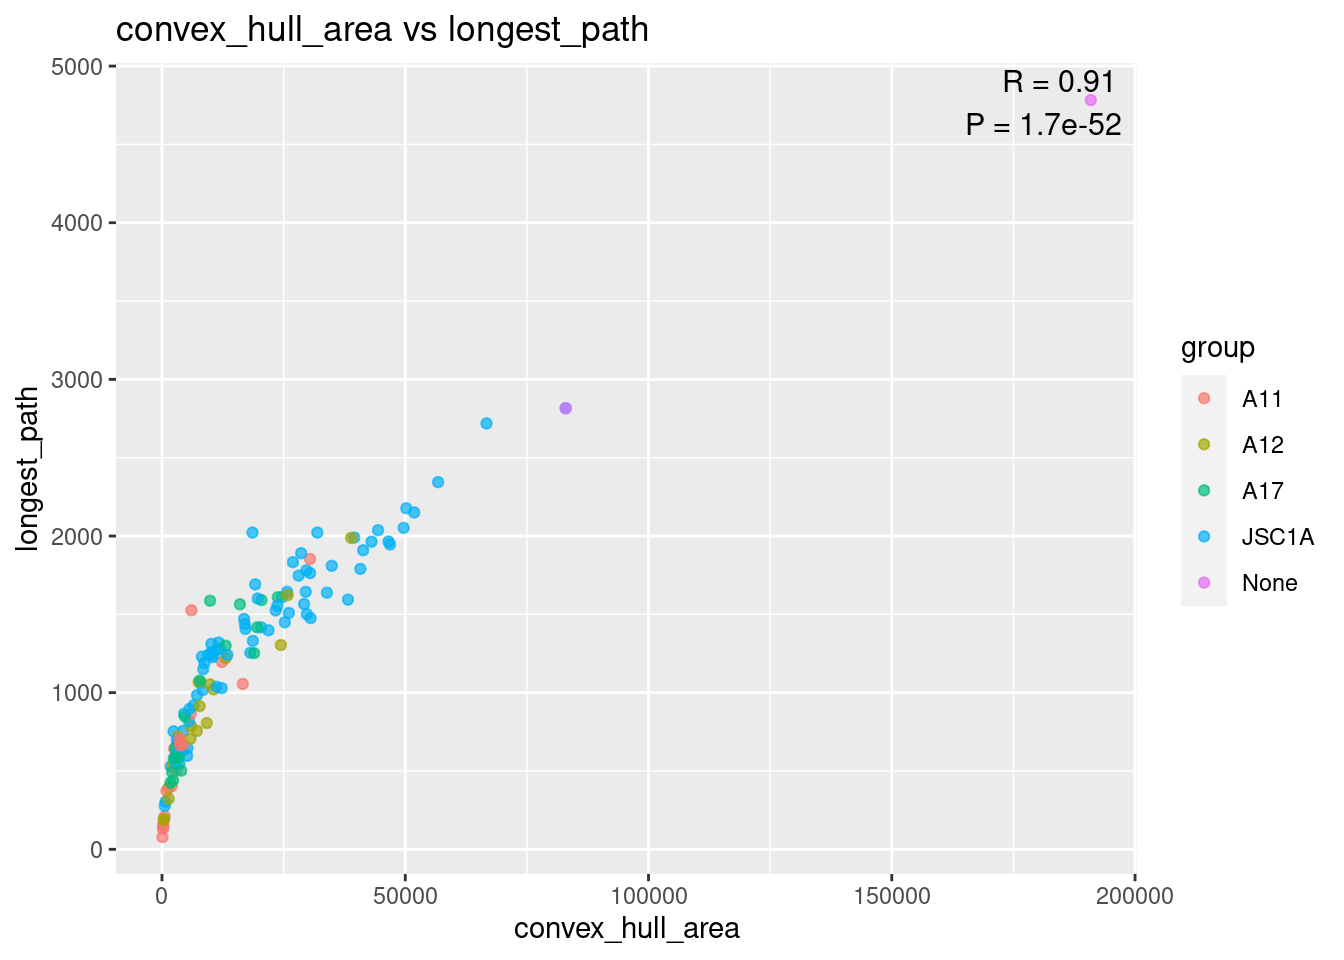 convex_hull_area vs longest_path
R = 0.91
P = 1.7e-52
5000
4000
3000
2000
1000
0
longest_path
0
50000
100000
150000
200000
convex_hull_area
group
A11
A12
A17
JSC1A
None